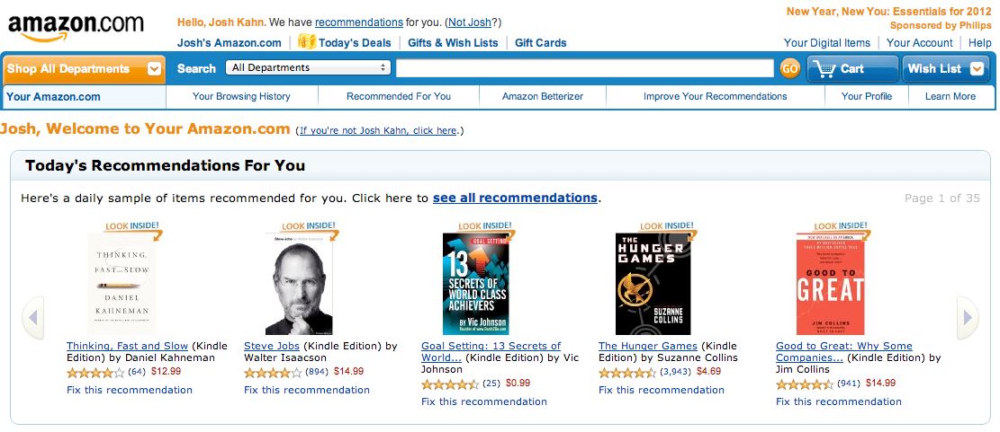 amazon.com
Hello, Josh Kahn. We have recommendations for you. (Not Josh?)
New Year, New You: Essentials for 2012
Sponsored by Philips
Josh's Amazon.com
Today's Deals
Gifts & Wish Lists
Gift Cards
Your Digital Items
Your Account
Help
Shop All Departments
Search
All Departments
GO
Cart
Wish List
Your Amazon.com
Your Browsing History
Recommended For You
Amazon Betterizer
Improve Your Recommendations
Your Profile
Learn More
Josh, Welcome to Your Amazon.com (If you're not Josh Kahn, click here.)
Today's Recommendations For You
Here's a daily sample of items recommended for you. Click here to see all recommendations.
Page 1 of 35
LOOK INSIDE!
THINKING,
FAST AND SLOW
DANIEL
KAHNEMAN
Thinking, Fast and Slow (Kindle
Edition) by Daniel Kahneman
(64) $12.99
Fix this recommendation
LOOK INSIDE!
Steve Jobs by Walter Isaacson
Steve Jobs (Kindle Edition) by
Walter Isaacson
(894) $14.99
Fix this recommendation
LOOK INSIDE!
GOAL SETTING
13
SECRETS OF
WORLD CLASS
ACHIEVERS
BY Vic Johnson
Goal Setting: 13 Secrets of
World... (Kindle Edition) by Vic
Johnson
(25) $0.99
Fix this recommendation
LOOK INSIDE!
THE
HUNGER
GAMES
SUZANNE
COLLINS
The Hunger Games (Kindle
Edition) by Suzanne Collins
(3,943) $4.69
Fix this recommendation
LOOK INSIDE!
GOOD TO
GREAT
JIM COLLINS
Good to Great: Why Some
Companies... (Kindle Edition) by
Jim Collins
(941) $14.99
Fix this recommendation